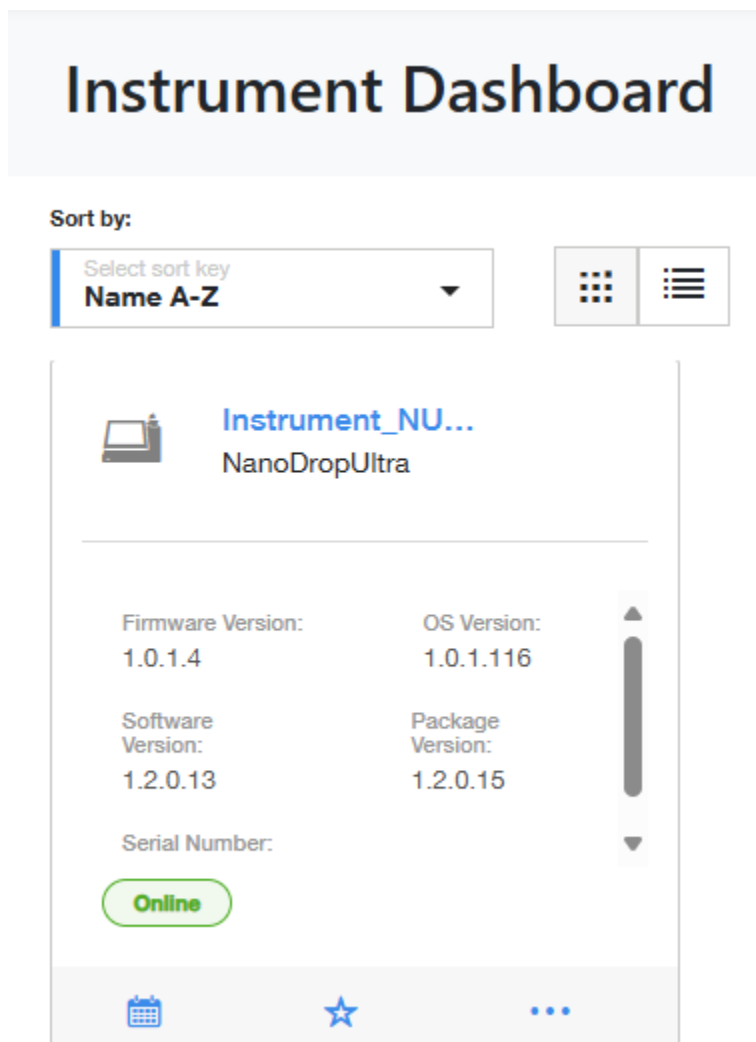 Instrument Dashboard
Sort by:
Select sort key
Name A-Z
Instrument_NU...
NanoDropUltra
Firmware Version:
OS Version:
1.0.1.4
1.0.1.116
Software
Version:
Package
Version:
1.2.0.13
1.2.0.15
Serial Number:
Online